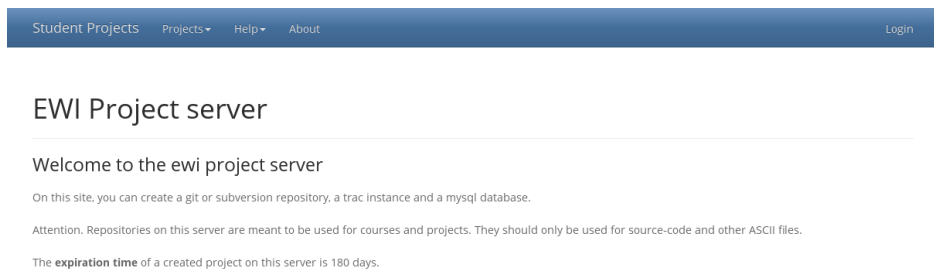 Student Projects Projects Help About Login
EWI Project server
Welcome to the ewi project server
On this site, you can create a git or subversion repository, a trac instance and a mysql database.
Attention. Repositories on this server are meant to be used for courses and projects. They should only be used for source-code and other ASCII files.
The expiration time of a created project on this server is 180 days.